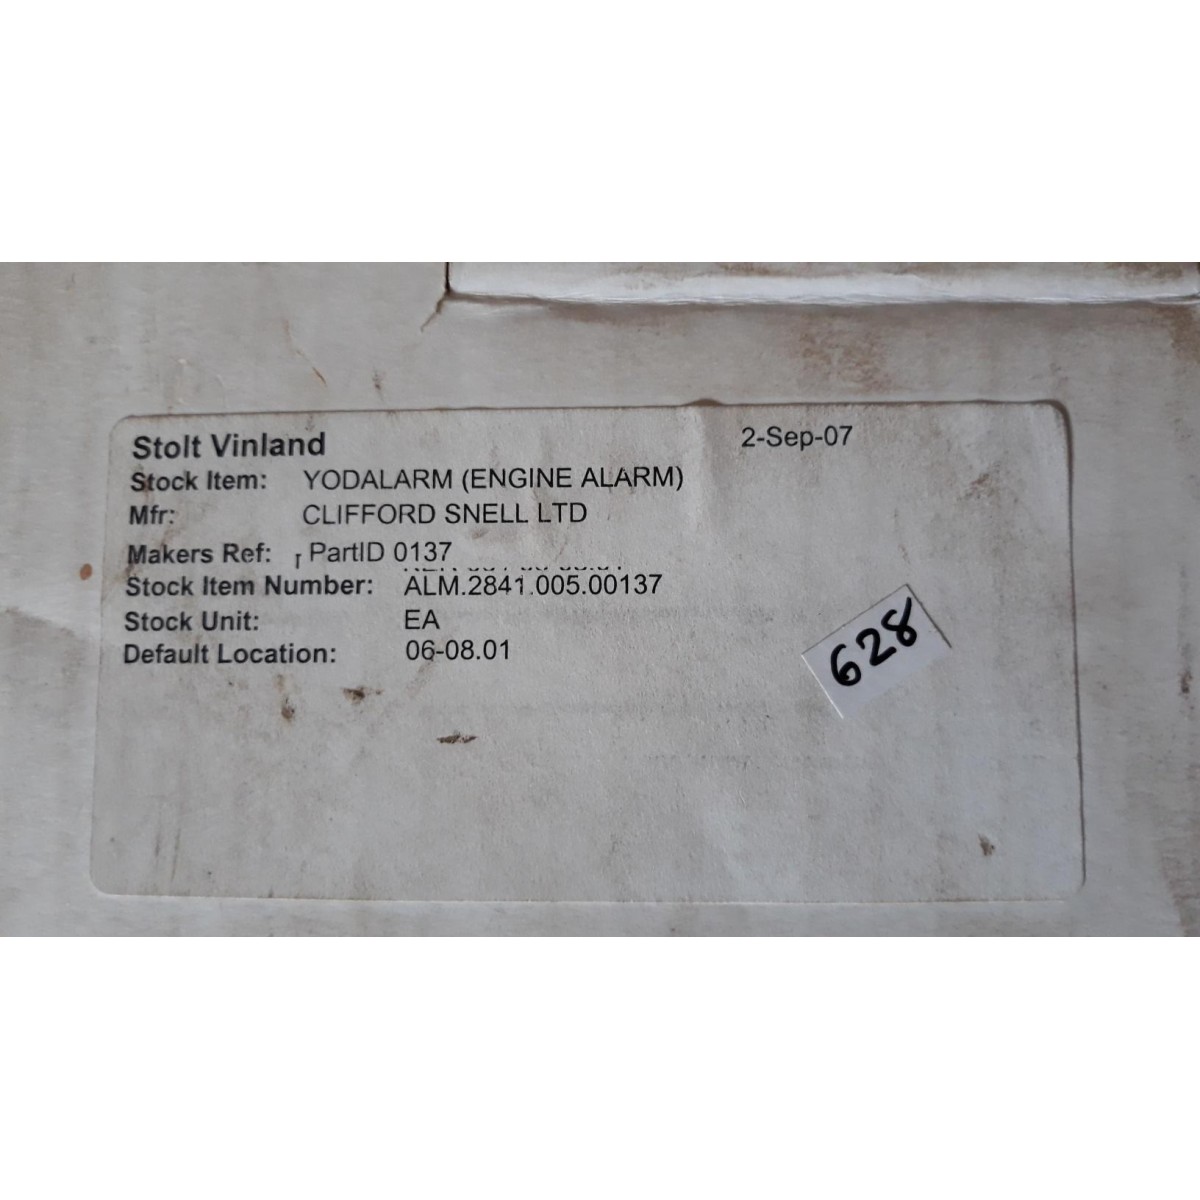 Stolt Vinland 2-Sep-07
Stock Item: YODALARM (ENGINE ALARM)
Mfr: CLIFFORD SNELL LTD
Makers Ref: PartID 0137
Stock Item Number: ALM.2841.005.00137
Stock Unit: EA
Default Location: 06-08.01
628